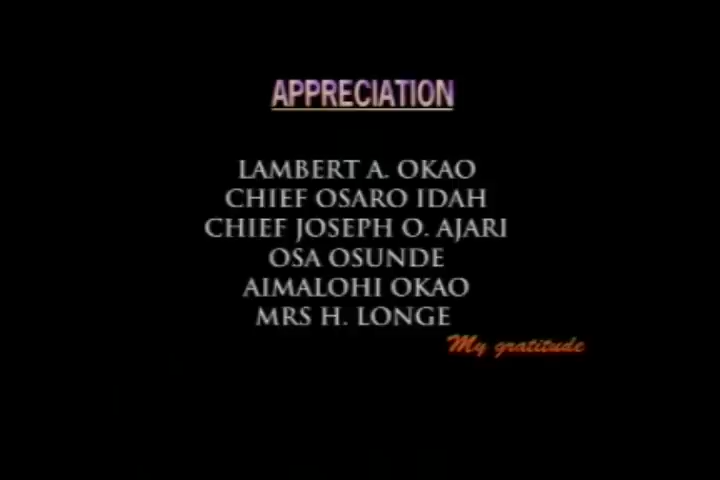 APPRECIATION
LAMBERT A. OKAO
CHIEF OSARO IDAH
CHIEF JOSEPH O. AJARI
OSA OSUNDE
AIMALOHI OKAO
MRS H. LONGE
My gratitude